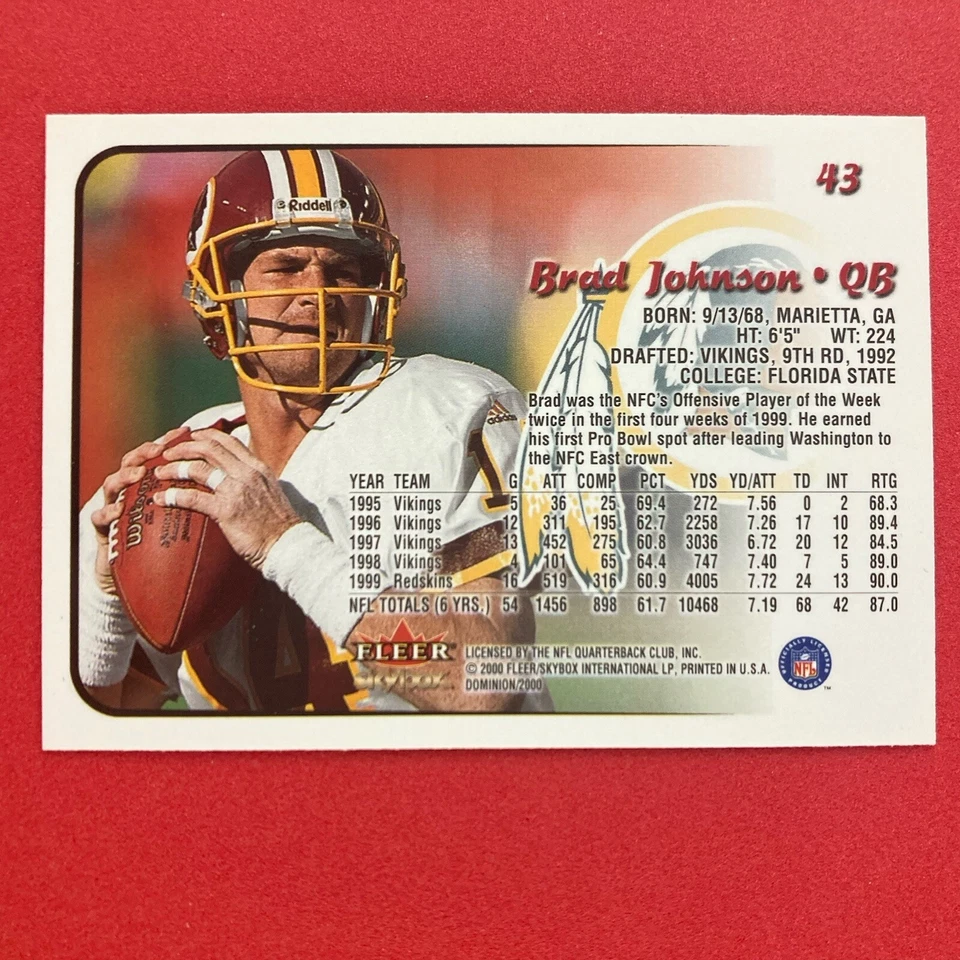 43
Riddell
Brad Johnson • QB
BORN: 9/13/68, MARIETTA, GA
HT: 6'5" WT: 224
DRAFTED: VIKINGS, 9TH RD, 1992
COLLEGE: FLORIDA STATE
Brad was the NFC's Offensive Player of the Week
twice in the first four weeks of 1999. He earned
his first Pro Bowl spot after leading Washington to
the NFC East crown.
adidas
1
Wilson
YEAR TEAM G ATT COMP PCT YDS YD/ATT TD INT RTG
1995 Vikings 5 36 25 69.4 272 7.56 0 2 68.3
1996 Vikings 12 311 195 62.7 2258 7.26 17 10 89.4
1997 Vikings 13 452 275 60.8 3036 6.72 20 12 84.5
1998 Vikings 4 101 65 64.4 747 7.40 7 5 89.0
1999 Redskins 16 519 316 60.9 4005 7.72 24 13 90.0
NFL TOTALS (6 YRS.) 54 1456 898 61.7 10468 7.19 68 42 87.0
FLEER
skybox
LICENSED BY THE NFL QUARTERBACK CLUB, INC.
© 2000 FLEER/SKYBOX INTERNATIONAL LP, PRINTED IN U.S.A.
DOMINION/2000
OFFICIALLY LICENSED
NFL
PRODUCT
™